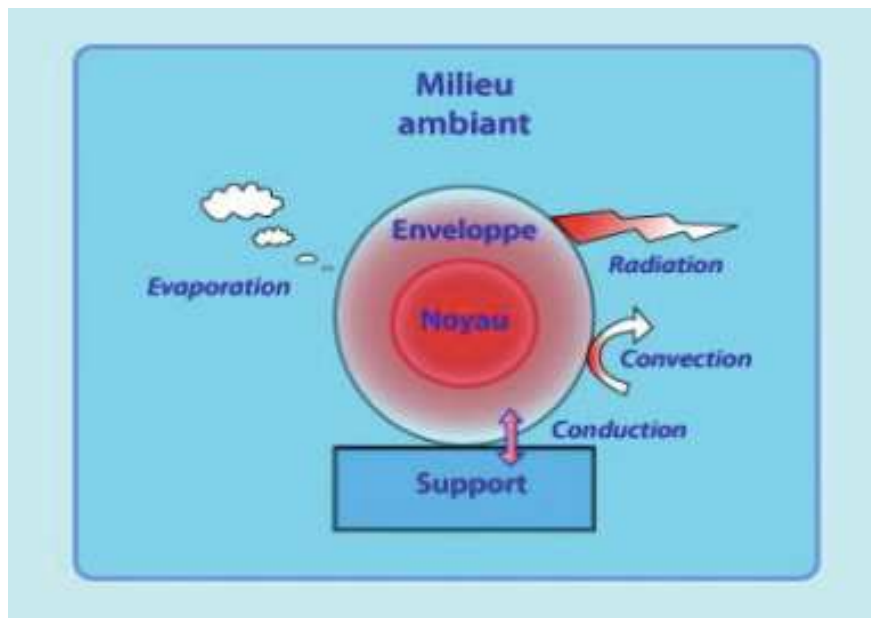 Milieu
ambiant
Enveloppe
Radiation
Evaporation
Noyau
Convection
Conduction
Support